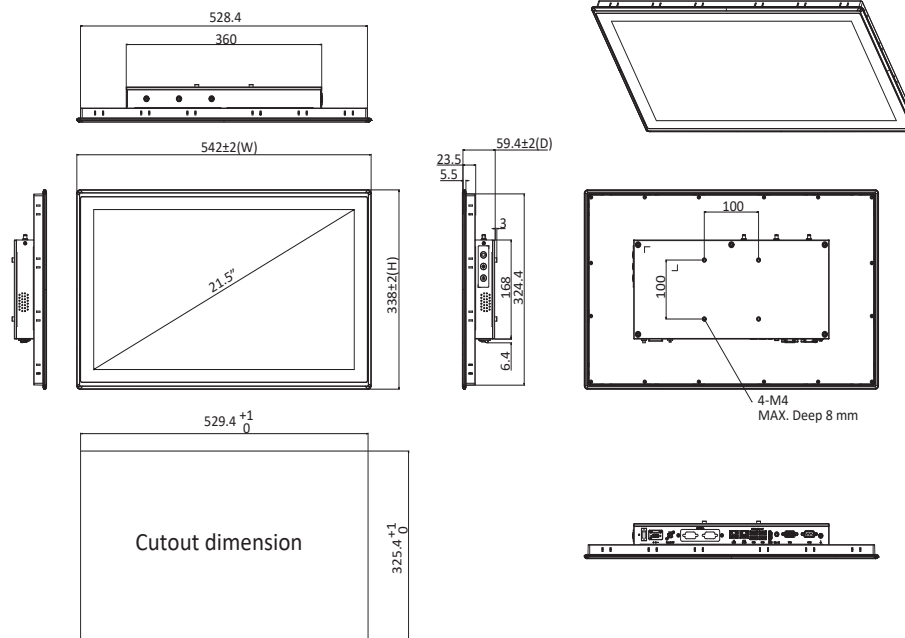 528.4
360
542±2(W)
59.4±2(D)
23.5
5.5
3
21.5"
338±2(H)
168
324.4
6.4
100
100
4-M4
MAX. Deep 8 mm
529.4 +1 0
Cutout dimension
325.4 +1 0